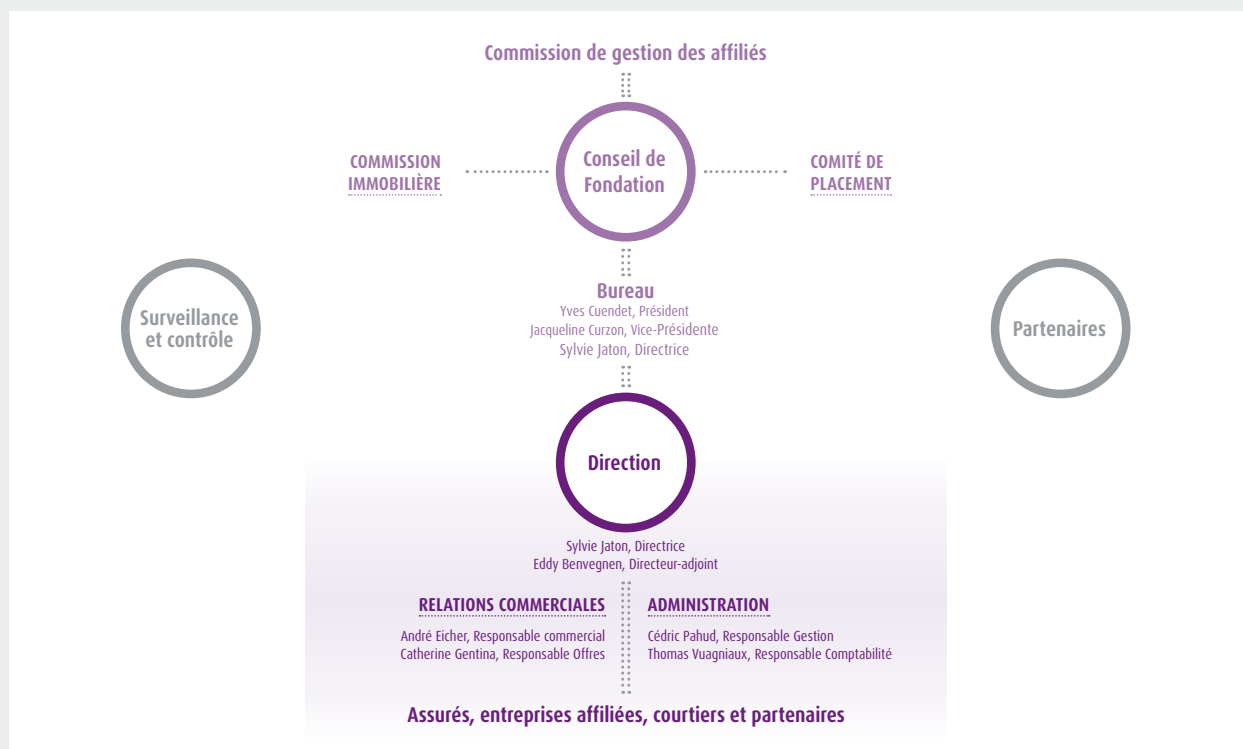 Commission de gestion des affiliés
COMMISSION
IMMOBILIÈRE
Conseil de
Fondation
COMITÉ DE
PLACEMENT
Bureau
Yves Cuendet, Président
Jacqueline Curzon, Vice-Présidente
Sylvie Jaton, Directrice
Surveillance
et contrôle
Partenaires
Direction
Sylvie Jaton, Directrice
Eddy Benvegnen, Directeur-adjoint
RELATIONS COMMERCIALES
André Eicher, Responsable commercial
Catherine Gentina, Responsable Offres
ADMINISTRATION
Cédric Pahud, Responsable Gestion
Thomas Vuagniaux, Responsable Comptabilité
Assurés, entreprises affiliées, courtiers et partenaires